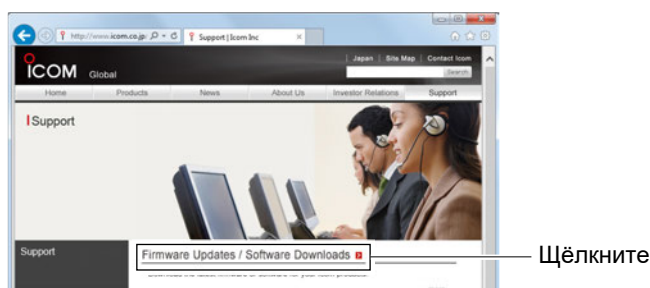 http://www.icom.co.jp/
Support | Icom Inc
ICOM Global
Japan | Site Map | Contact Icom
Search
Home Products News About Us Investor Relations Support
Support
Support
Firmware Updates / Software Downloads
Щёлкните